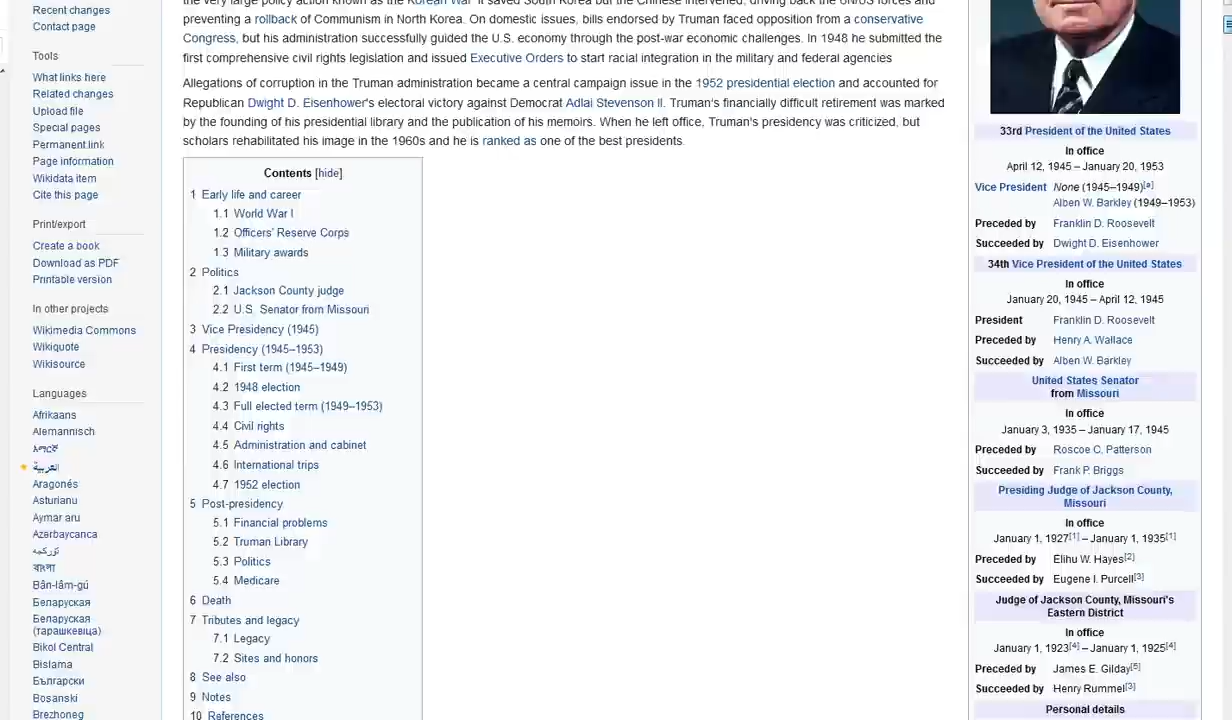 Recent changes
Contact page
Tools
What links here
Related changes
Upload file
Special pages
Permanent link
Page information
Wikidata item
Cite this page
Print/export
Create a book
Download as PDF
Printable version
In other projects
Wikimedia Commons
Wikiquote
Wikisource
Languages
Afrikaans
Alemannisch
አማርኛ
العربية
Aragonés
Asturianu
Aymar aru
Azərbaycanca
تۆرکجه
বাংলা
Bân-lâm-gú
Беларуская
Беларуская
(тарашкевіца)
Bikol Central
Bislama
Български
Bosanski
Brezhoneg
the very large policy action known as the Korean War. It saved South Korea but the Chinese intervened, driving back the UN/US forces and
preventing a rollback of Communism in North Korea. On domestic issues, bills endorsed by Truman faced opposition from a conservative
Congress, but his administration successfully guided the U.S. economy through the post-war economic challenges. In 1948 he submitted the
first comprehensive civil rights legislation and issued Executive Orders to start racial integration in the military and federal agencies
Allegations of corruption in the Truman administration became a central campaign issue in the 1952 presidential election and accounted for
Republican Dwight D. Eisenhower's electoral victory against Democrat Adlai Stevenson II. Truman's financially difficult retirement was marked
by the founding of his presidential library and the publication of his memoirs. When he left office, Truman's presidency was criticized, but
scholars rehabilitated his image in the 1960s and he is ranked as one of the best presidents.
Contents [hide]
1 Early life and career
1.1 World War I
1.2 Officers' Reserve Corps
1.3 Military awards
2 Politics
2.1 Jackson County judge
2.2 U.S. Senator from Missouri
3 Vice Presidency (1945)
4 Presidency (1945–1953)
4.1 First term (1945–1949)
4.2 1948 election
4.3 Full elected term (1949–1953)
4.4 Civil rights
4.5 Administration and cabinet
4.6 International trips
4.7 1952 election
5 Post-presidency
5.1 Financial problems
5.2 Truman Library
5.3 Politics
5.4 Medicare
6 Death
7 Tributes and legacy
7.1 Legacy
7.2 Sites and honors
8 See also
9 Notes
10 References
33rd President of the United States
In office
April 12, 1945 – January 20, 1953
Vice President None (1945–1949)[a]
Alben W. Barkley (1949–1953)
Preceded by Franklin D. Roosevelt
Succeeded by Dwight D. Eisenhower
34th Vice President of the United States
In office
January 20, 1945 – April 12, 1945
President Franklin D. Roosevelt
Preceded by Henry A. Wallace
Succeeded by Alben W. Barkley
United States Senator
from Missouri
In office
January 3, 1935 – January 17, 1945
Preceded by Roscoe C. Patterson
Succeeded by Frank P. Briggs
Presiding Judge of Jackson County,
Missouri
In office
January 1, 1927[1] – January 1, 1935[1]
Preceded by Elihu W. Hayes[2]
Succeeded by Eugene I. Purcell[3]
Judge of Jackson County, Missouri's
Eastern District
In office
January 1, 1923[4] – January 1, 1925[4]
Preceded by James E. Gilday[5]
Succeeded by Henry Rummel[3]
Personal details